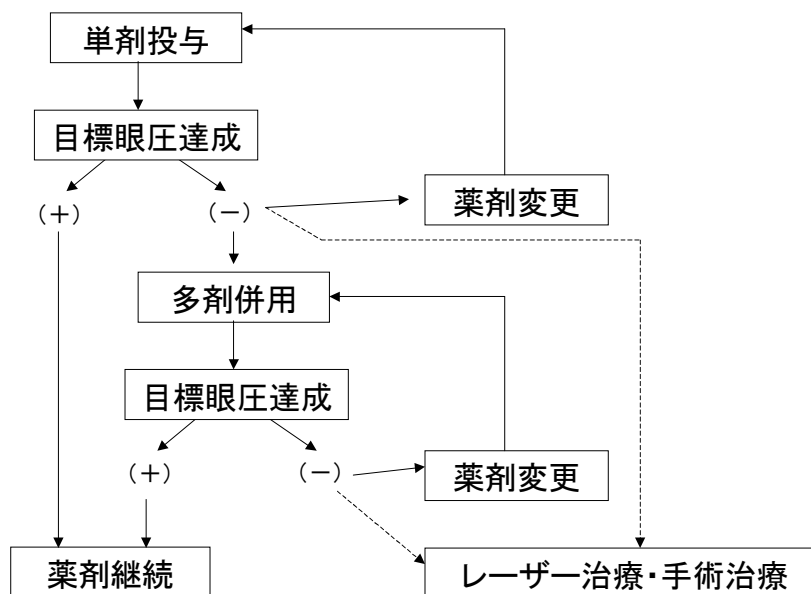 単剤投与
目標眼圧達成
(+)
(−)
薬剤変更
多剤併用
目標眼圧達成
(+)
(−)
薬剤変更
薬剤継続
レーザー治療・手術治療